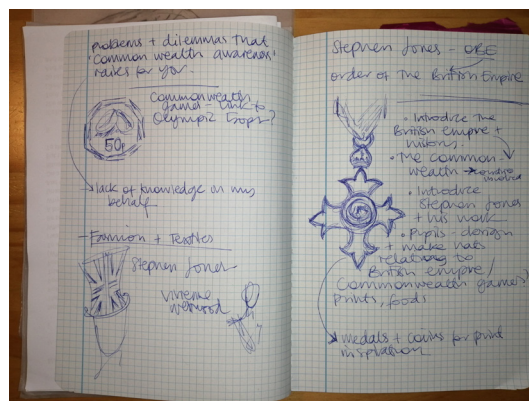 problems + dilemmas that
'common wealth awareness'
raises for you.
Commonwealth
games - link to
Olympic Sops?
50p
lack of knowledge on my
behalf
- Fashion + Textiles
Stephen Jones
Vivienne
Westwood
Stephen Jones - OBE
order of The British Empire
• Introduce The
British empire +
• The common-
wealth →
involved
• Introduce
Stephen Jones
+ his work
• Pupils - design
+ make hats
relating to
British empire/
Commonwealth games/
prints, foods
medals + coins for print
inspiration